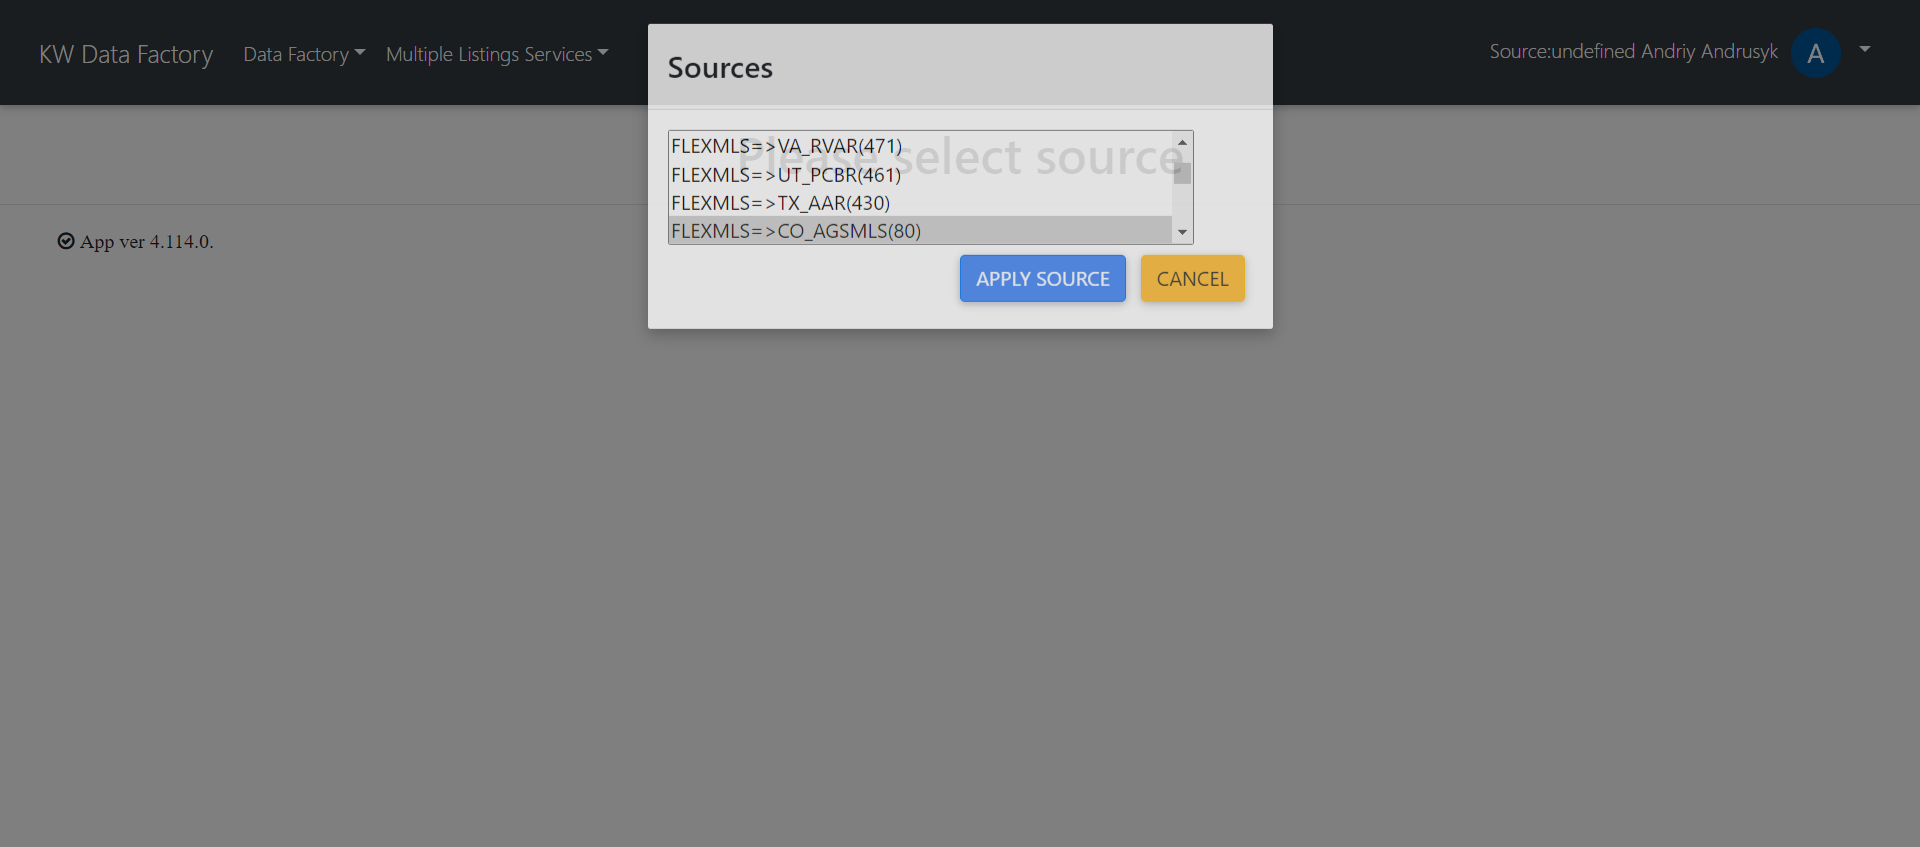 KW Data Factory
Data Factory
Multiple Listings Services
Source:undefined Andriy Andrusyk
A
Sources
Please select source
FLEXMLS=>VA_RVAR(471)
FLEXMLS=>UT_PCBR(461)
FLEXMLS=>TX_AAR(430)
FLEXMLS=>CO_AGSMLS(80)
APPLY SOURCE
CANCEL
App ver 4.114.0.